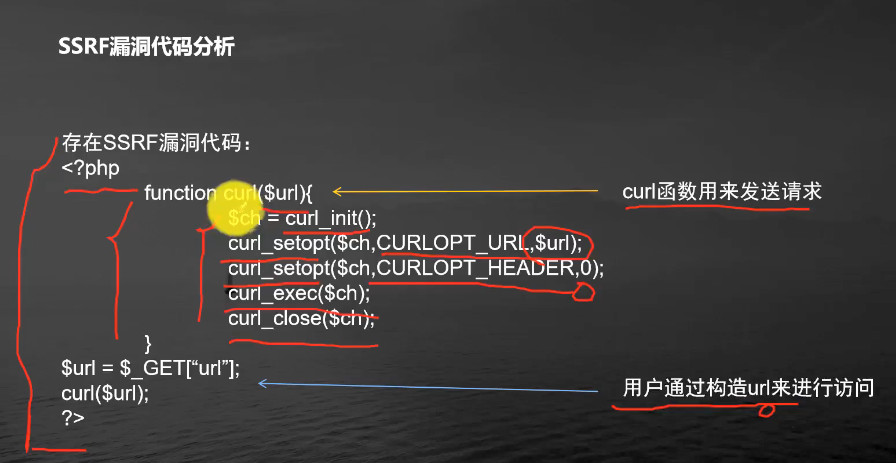 SSRF漏洞代码分析
存在SSRF漏洞代码：
<?php
function curl($url){
curl函数用来发送请求
$ch = curl_init();
curl_setopt($ch,CURLOPT_URL,$url);
curl_setopt($ch,CURLOPT_HEADER,0);
curl_exec($ch);
curl_close($ch);
}
$url = $_GET[“url”];
curl($url);
用户通过构造url来进行访问
?>